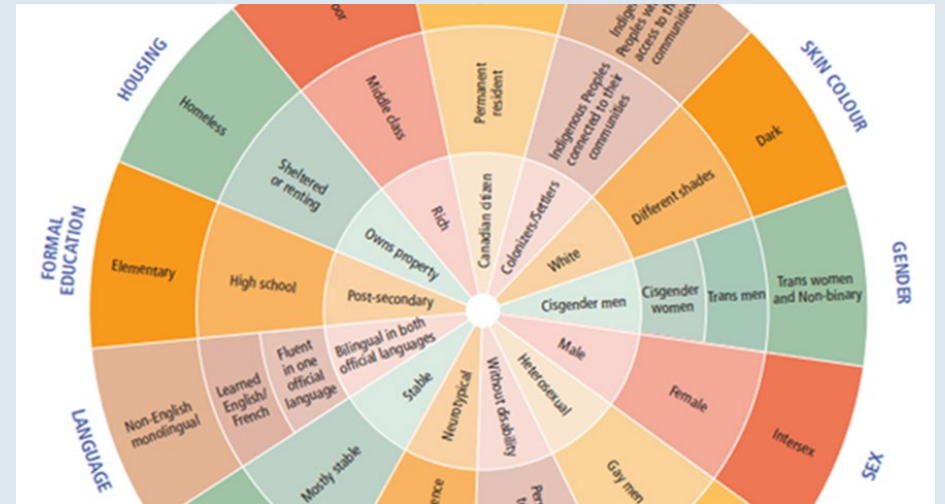 HOUSING
Homeless
Sheltered
or renting
Owns property
Middle class
Rich
Permanent
resident
Canadian citizen
Indigenous Peoples
connected to their
communities
Colonizers/Settlers
access to
communities
SKIN COLOUR
Dark
Different shades
White
GENDER
Trans women
and Non-binary
Trans men
Cisgender
women
Cisgender men
SEX
Intersex
Female
Male
Gay men
Heterosexual
Without disability
Neurotypical
Mostly stable
Stable
LANGUAGE
Non-English
monolingual
Learned
English/
French
Fluent
in one
official
language
Bilingual in both
official languages
FORMAL
EDUCATION
Elementary
High school
Post-secondary